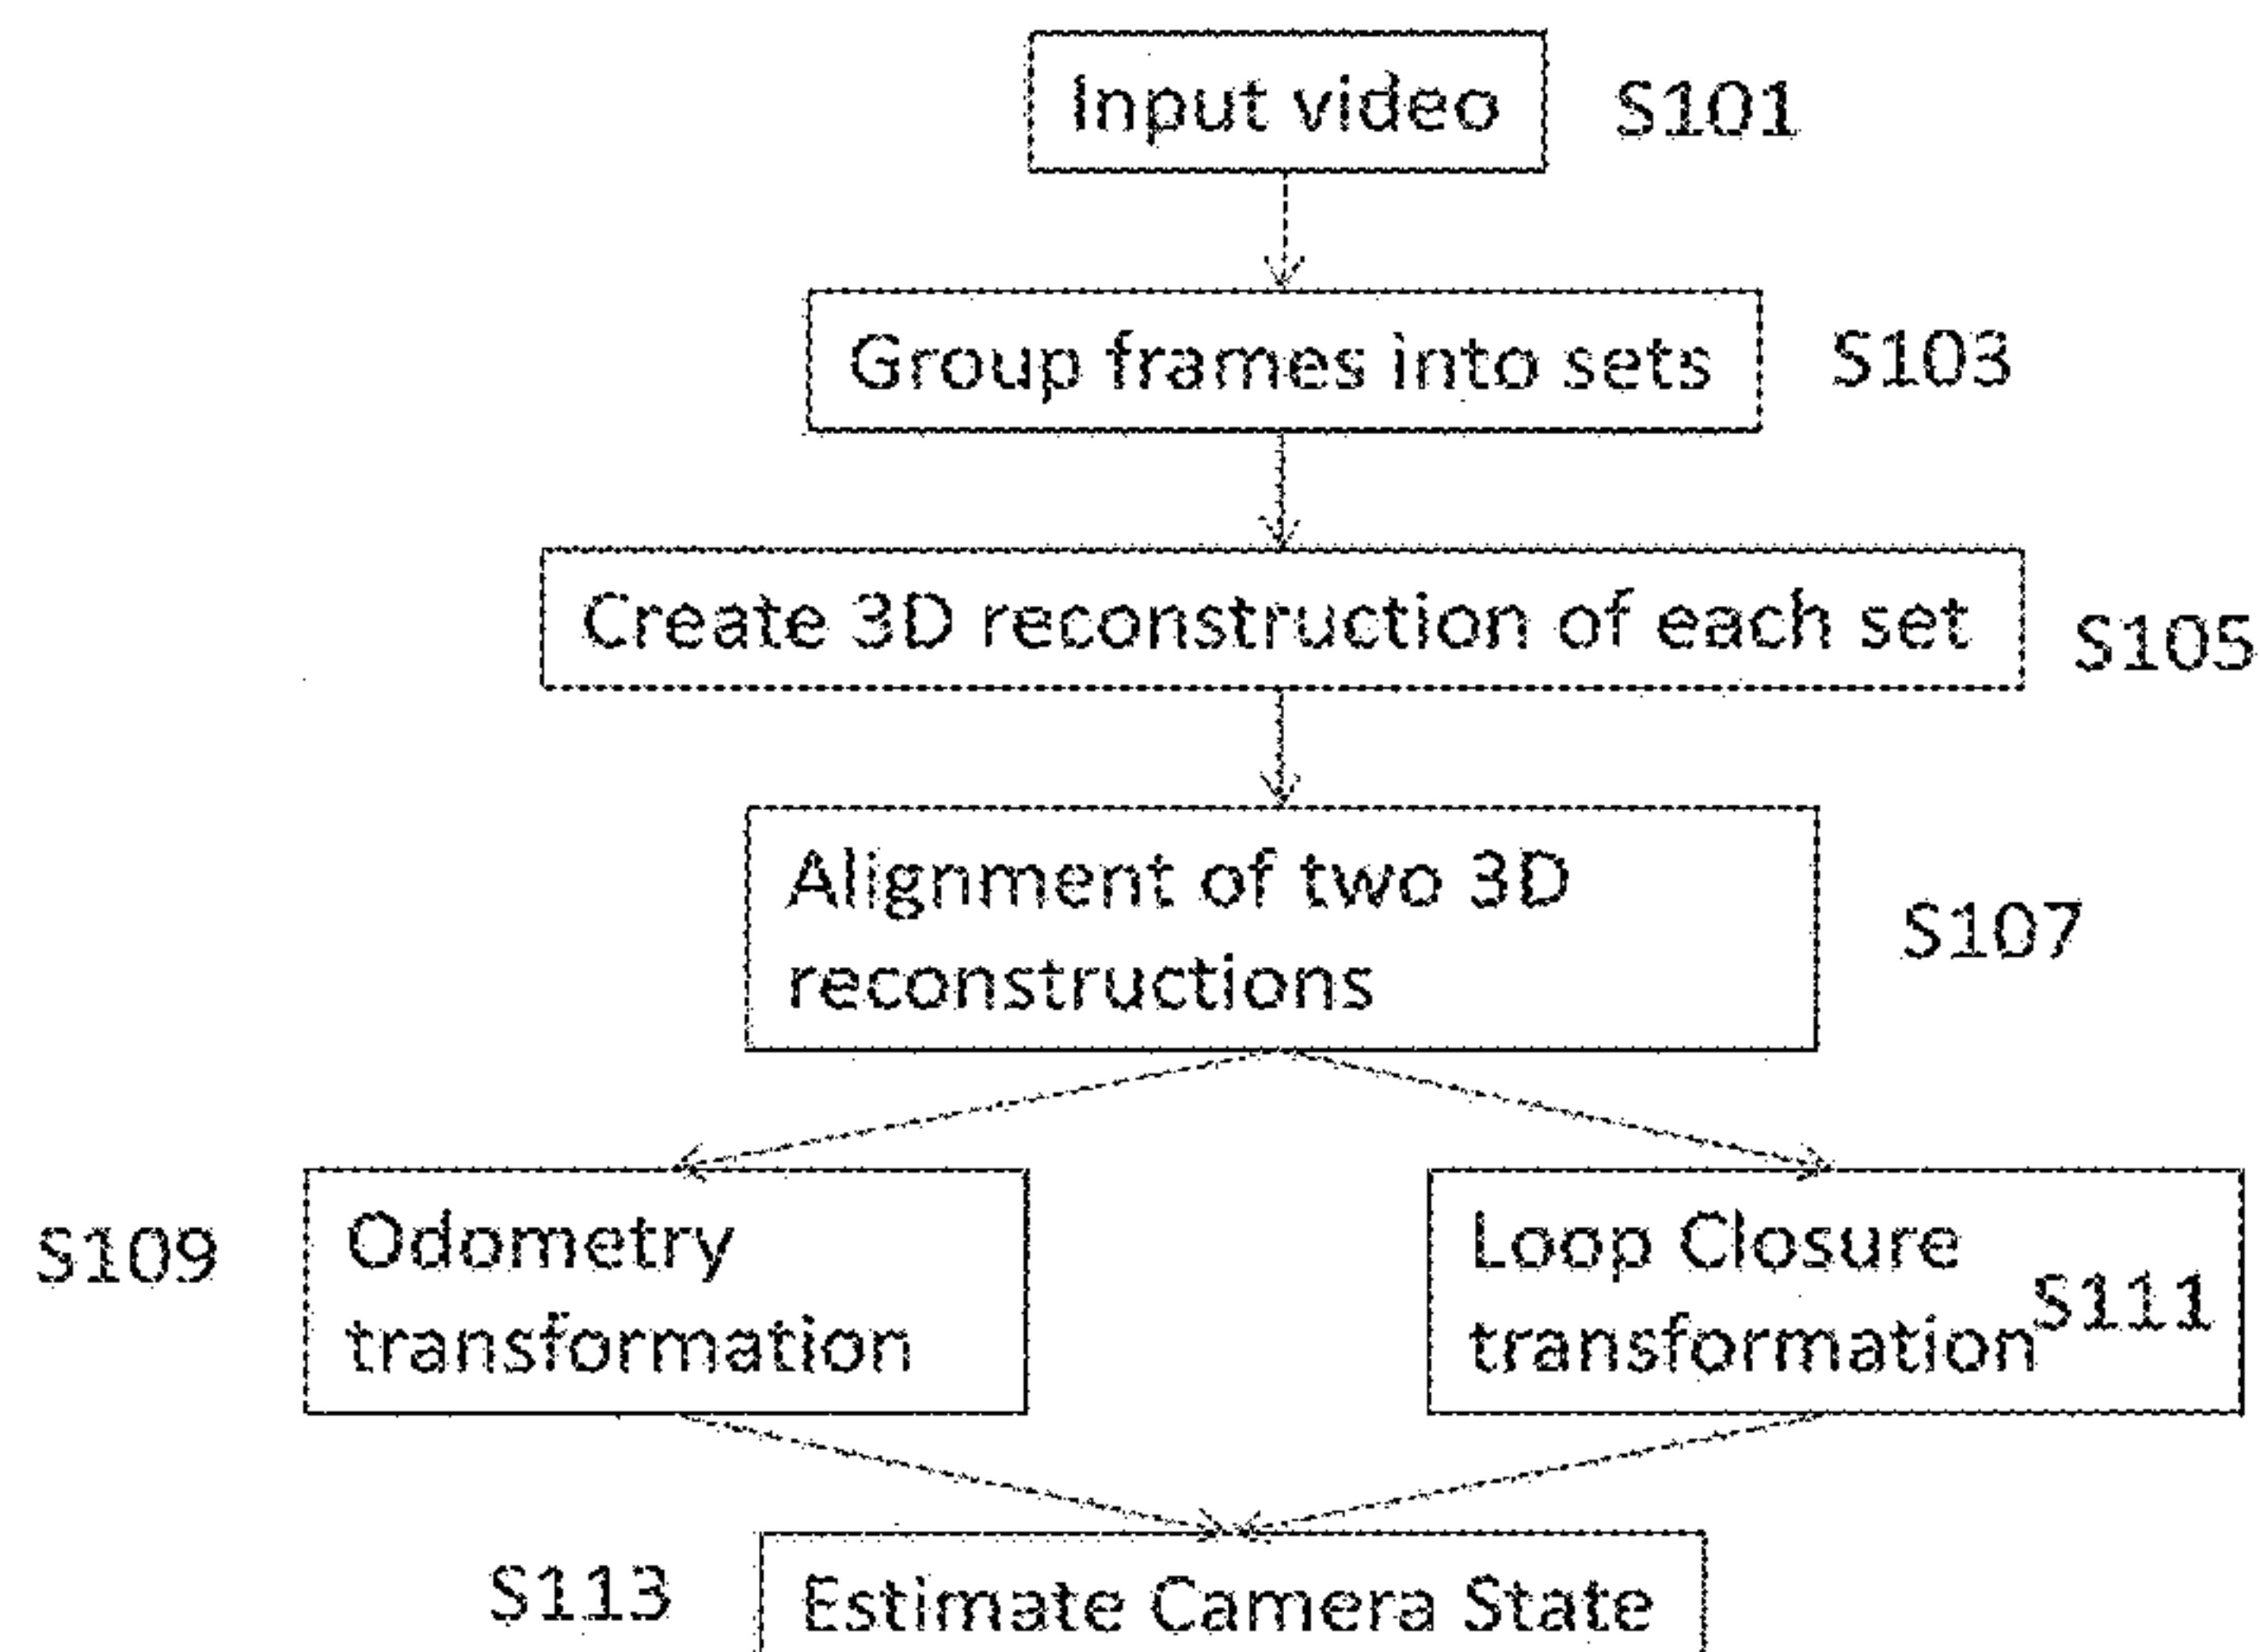 Input video S101
Group frames into sets S103
Create 3D reconstruction of each set S105
Alignment of two 3D
reconstructions
S107
S109
Odometry
transformation
Loop Closure
transformation
S111
S113
Estimate Camera State